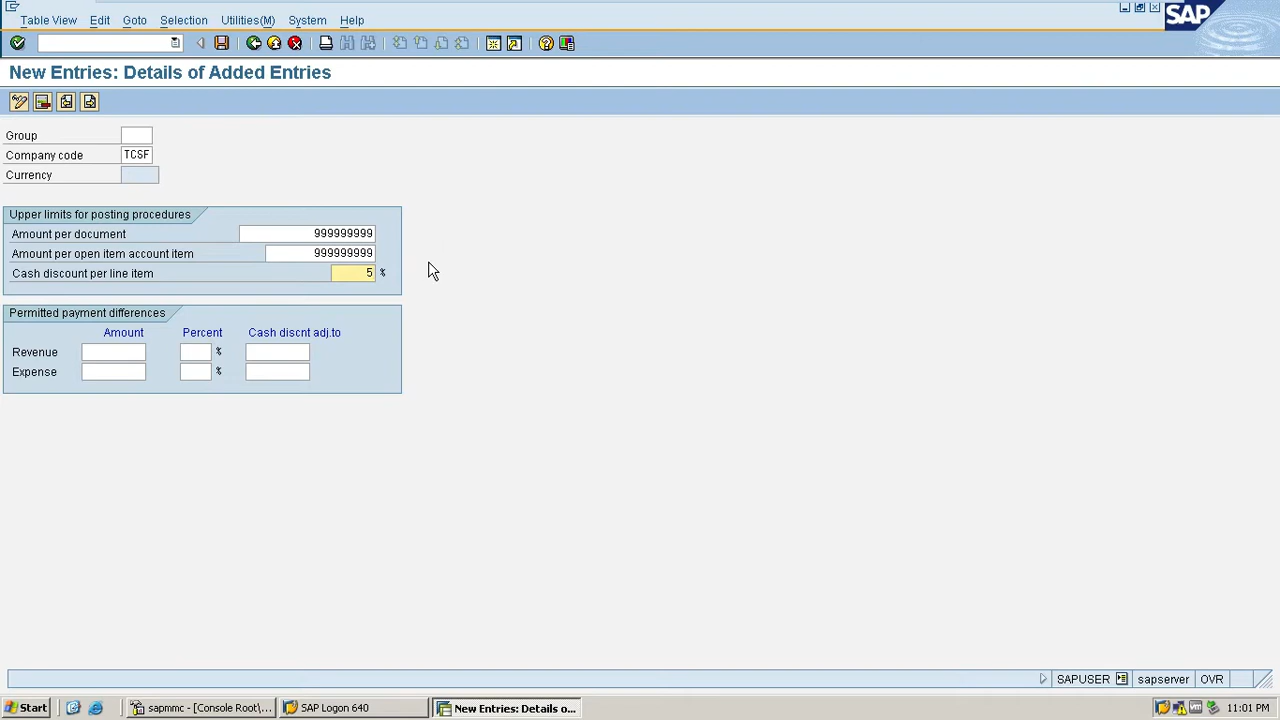 Table View Edit Goto Selection Utilities(M) System Help
SAP
New Entries: Details of Added Entries
Group
Company code TCSF
Currency
Upper limits for posting procedures
Amount per document 999999999
Amount per open item account item 999999999
Cash discount per line item 5 %
Permitted payment differences
Amount Percent Cash discnt adj.to
Revenue %
Expense %
SAPUSER sapserver OVR
Start sapmmc - [Console Root\... SAP Logon 640 New Entries: Details o... 11:01 PM